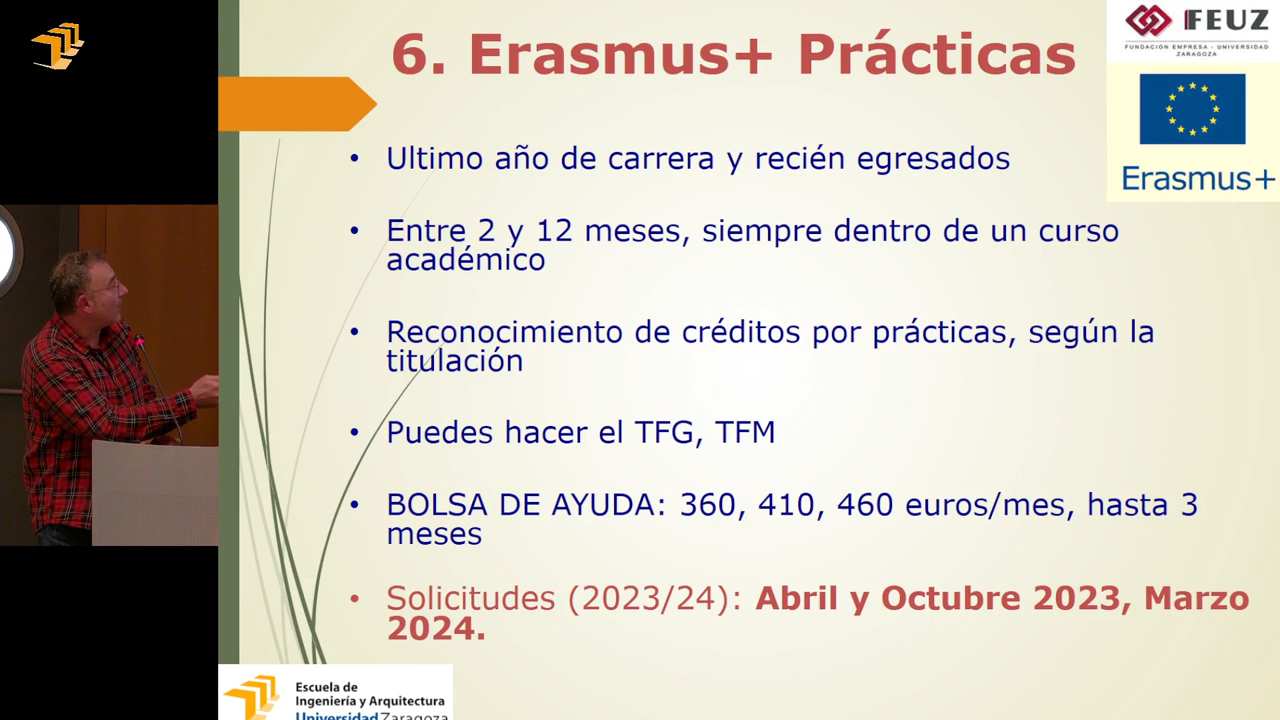 6. Erasmus+ Prácticas
FEUZ
FUNDACIÓN EMPRESA - UNIVERSIDAD
ZARAGOZA
Erasmus+
• Ultimo año de carrera y recién egresados
• Entre 2 y 12 meses, siempre dentro de un curso
académico
• Reconocimiento de créditos por prácticas, según la
titulación
• Puedes hacer el TFG, TFM
• BOLSA DE AYUDA: 360, 410, 460 euros/mes, hasta 3
meses
• Solicitudes (2023/24): Abril y Octubre 2023, Marzo
2024.
Escuela de
Ingeniería y Arquitectura
Universidad Zaragoza